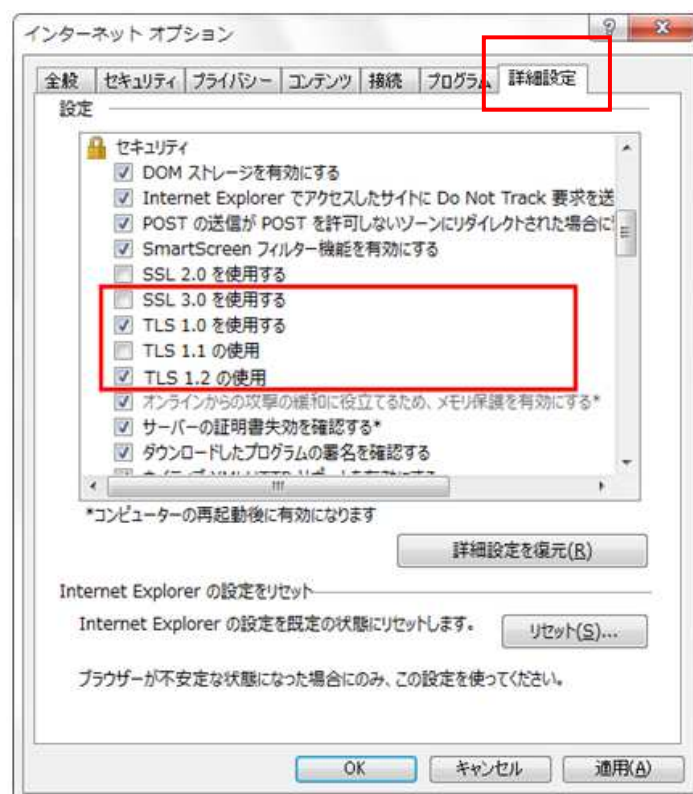 インターネット オプション
全般 セキュリティ プライバシー コンテンツ 接続 プログラム 詳細設定
設定
セキュリティ
DOM ストレージを有効にする
Internet Explorer でアクセスしたサイトに Do Not Track 要求を送
POST の送信が POST を許可しないゾーンにリダイレクトされた場合に
SmartScreen フィルター機能を有効にする
SSL 2.0 を使用する
SSL 3.0 を使用する
TLS 1.0 を使用する
TLS 1.1 の使用
TLS 1.2 の使用
オンラインからの攻撃の緩和に役立てるため、メモリ保護を有効にする*
サーバーの証明書失効を確認する*
ダウンロードしたプログラムの署名を確認する
*コンピューターの再起動後に有効になります
詳細設定を復元(R)
Internet Explorer の設定をリセット
Internet Explorer の設定を既定の状態にリセットします。
リセット(S)...
ブラウザーが不安定な状態になった場合にのみ、この設定を使ってください。
OK キャンセル 適用(A)